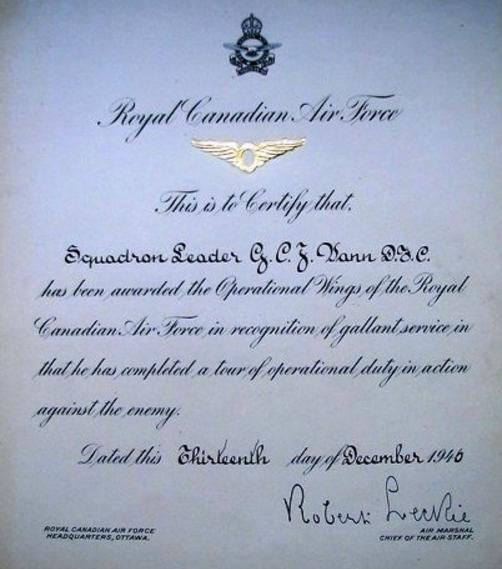 Royal Canadian Air Force
This is to Certify that.
Squadron Leader G. C. J. Vann D.F.C.
has been awarded the Operational Wings of the Royal
Canadian Air Force in recognition of gallant service in
that he has completed a tour of operational duty in action
against the enemy.
Dated this Thirteenth day of December 1946
Robert Leckie
ROYAL CANADIAN AIR FORCE
HEADQUARTERS, OTTAWA.
AIR MARSHAL
CHIEF OF THE AIR STAFF.